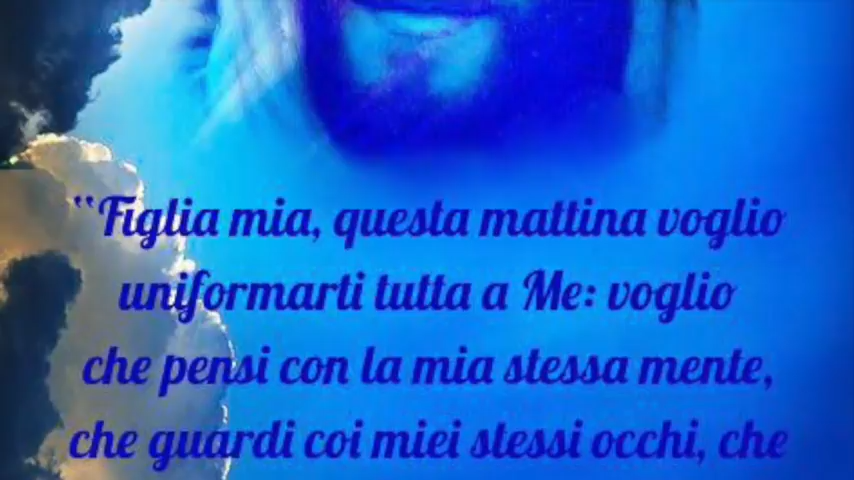 “Figlia mia, questa mattina voglio
uniformarti tutta a Me: voglio
che pensi con la mia stessa mente,
che guardi coi miei stessi occhi, che